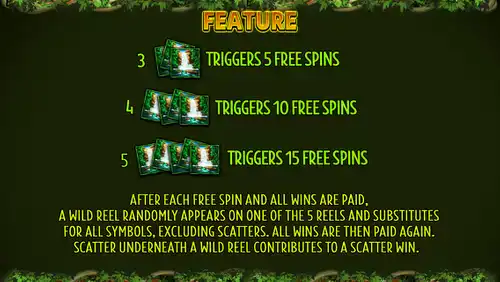 FEATURE
3 TRIGGERS 5 FREE SPINS
4 TRIGGERS 10 FREE SPINS
5 TRIGGERS 15 FREE SPINS
AFTER EACH FREE SPIN AND ALL WINS ARE PAID,
A WILD REEL RANDOMLY APPEARS ON ONE OF THE 5 REELS AND SUBSTITUTES
FOR ALL SYMBOLS, EXCLUDING SCATTERS. ALL WINS ARE THEN PAID AGAIN.
SCATTER UNDERNEATH A WILD REEL CONTRIBUTES TO A SCATTER WIN.